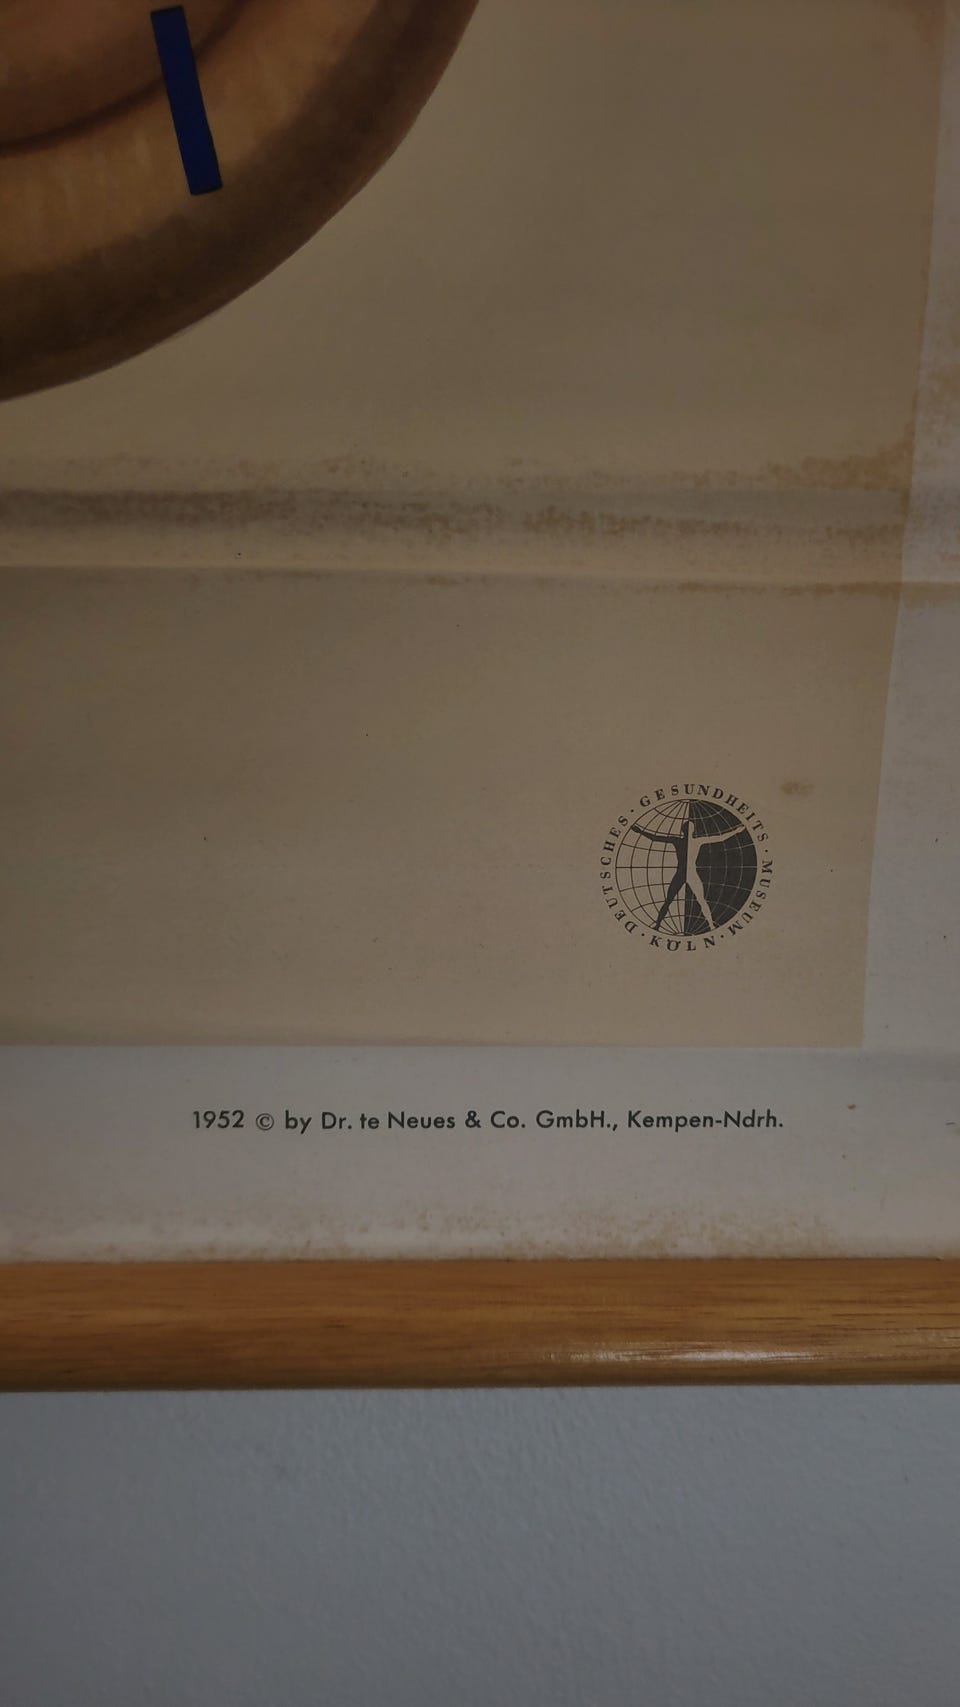 DEUTSCHES · GESUNDHEITS · MUSEUM · KÖLN ·
1952 © by Dr. te Neues & Co. GmbH., Kempen-Ndrh.